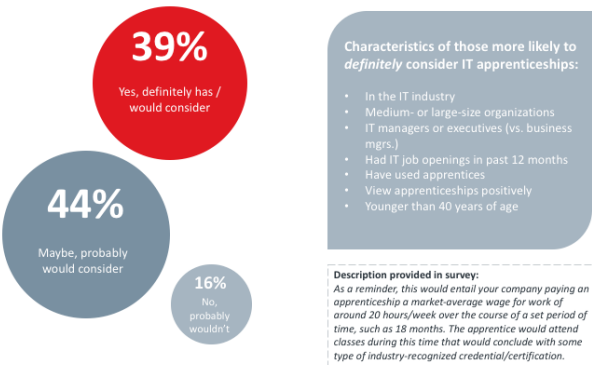 39%
Yes, definitely has /
would consider
44%
Maybe, probably
would consider
16%
No,
probably
wouldn't
Characteristics of those more likely to
definitely consider IT apprenticeships:
• In the IT industry
• Medium- or large-size organizations
• IT managers or executives (vs. business
mgrs.)
• Had IT job openings in past 12 months
• Have used apprentices
• View apprenticeships positively
• Younger than 40 years of age
Description provided in survey:
As a reminder, this would entail your company paying an
apprenticeship a market-average wage for work of
around 20 hours/week over the course of a set period of
time, such as 18 months. The apprentice would attend
classes during this time that would conclude with some
type of industry-recognized credential/certification.